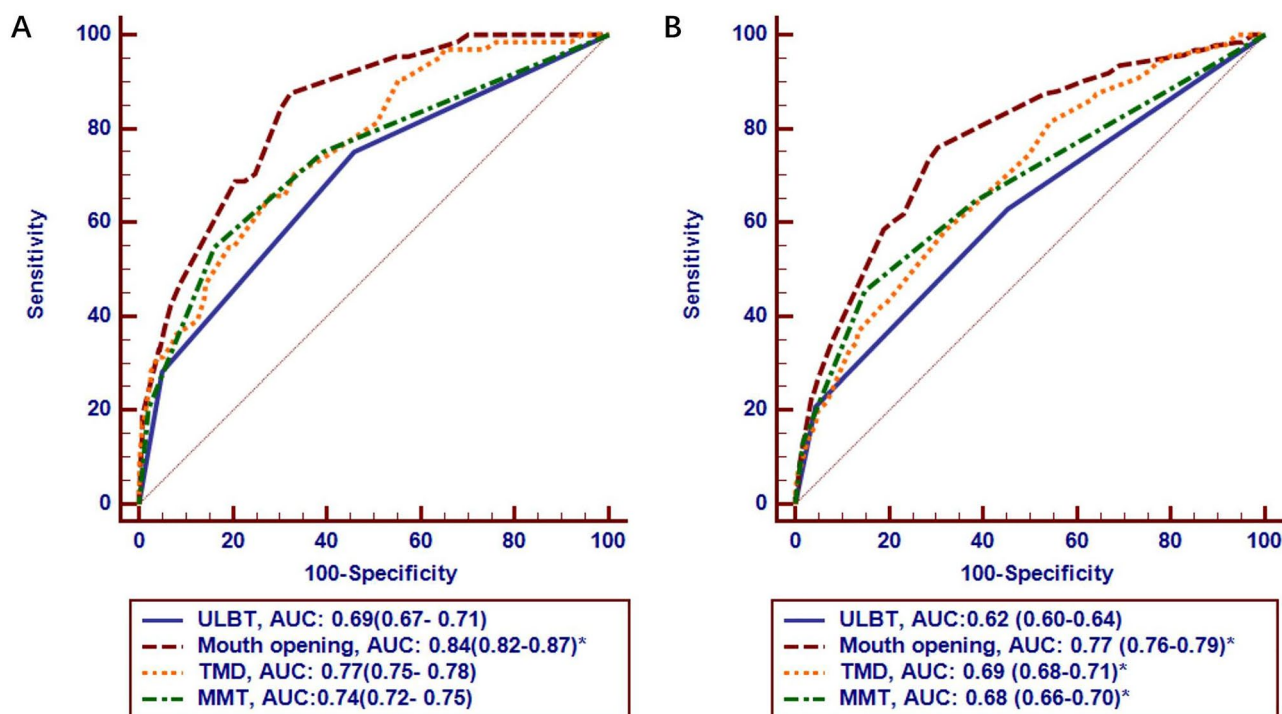 A
100
80
60
40
20
0
Sensitivity
0 20 40 60 80 100
100-Specificity
ULBT, AUC: 0.69(0.67- 0.71)
Mouth opening, AUC: 0.84(0.82-0.87)*
TMD, AUC: 0.77(0.75- 0.78)
MMT, AUC:0.74(0.72- 0.75)
B
100
80
60
40
20
0
Sensitivity
0 20 40 60 80 100
100-Specificity
ULBT, AUC:0.62 (0.60-0.64)
Mouth opening, AUC: 0.77 (0.76-0.79)*
TMD, AUC: 0.69 (0.68-0.71)*
MMT, AUC: 0.68 (0.66-0.70)*